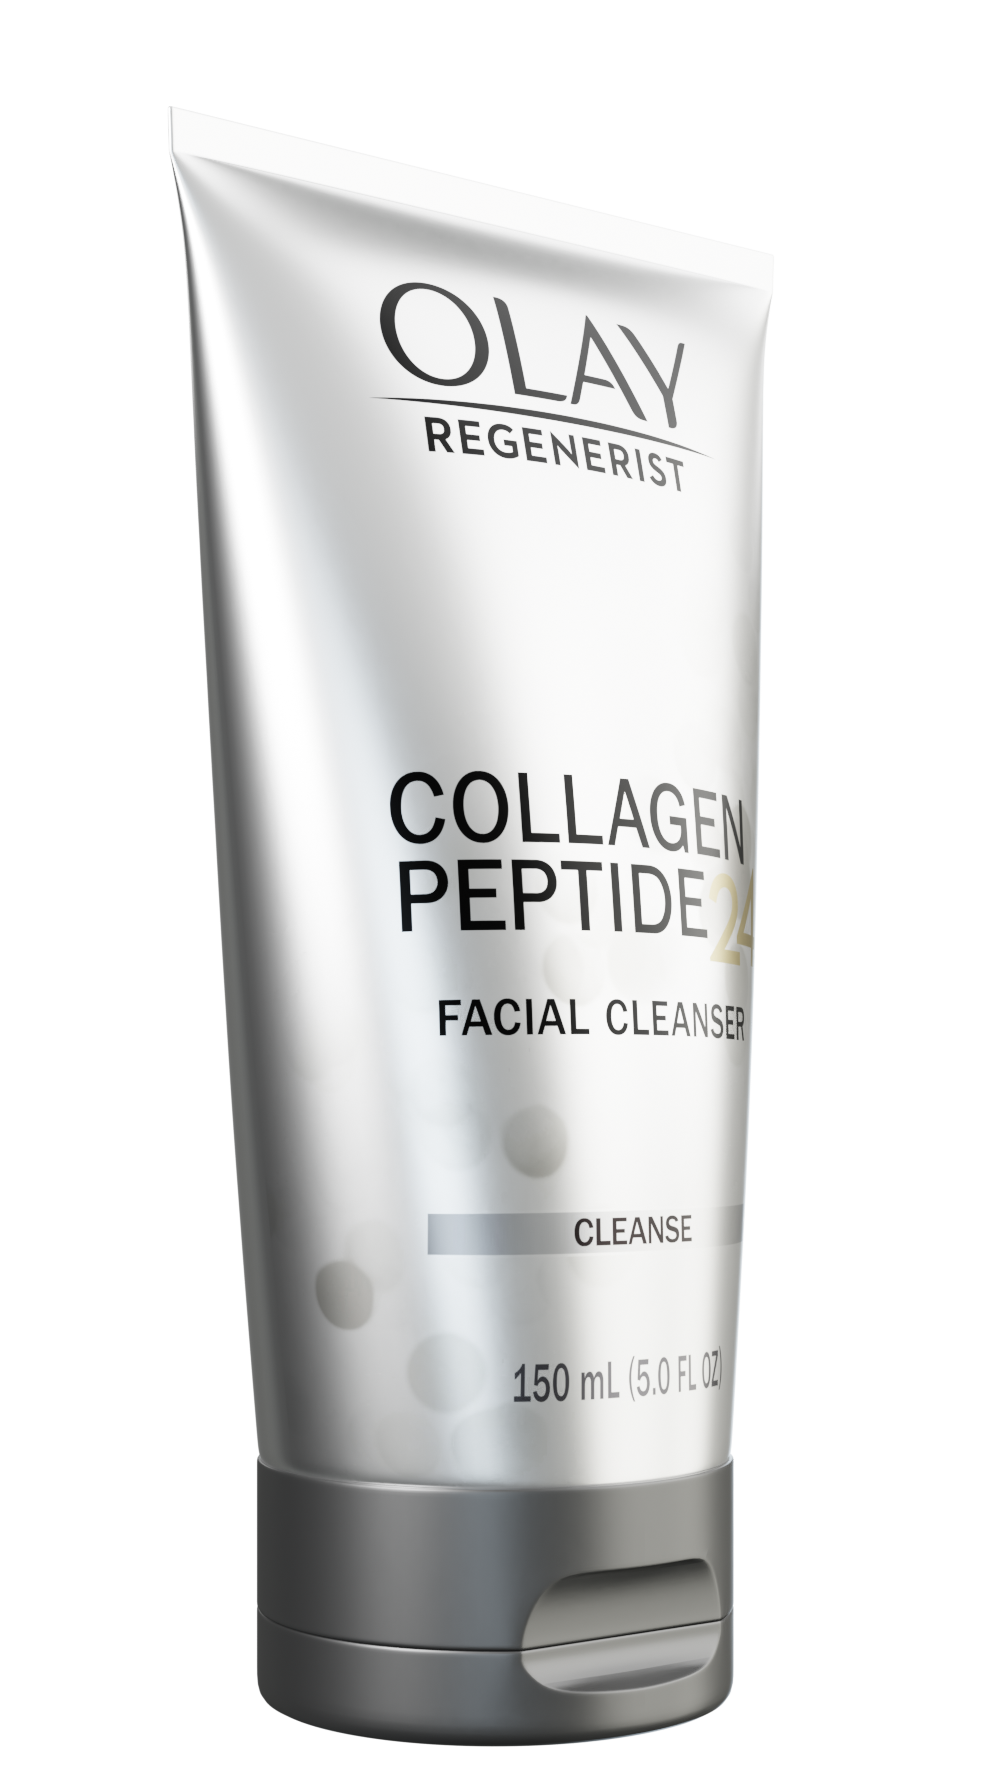 OLAY
REGENERIST
COLLAGEN
PEPTIDE24
FACIAL CLEANSER
CLEANSE
150 mL (5.0 FL OZ)